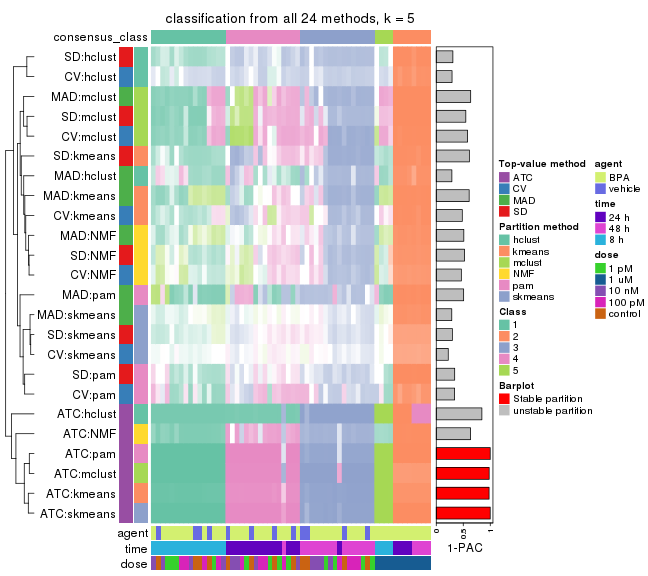 classification from all 24 methods, k = 5
consensus_class
SD:hclust
CV:hclust
MAD:mclust
SD:mclust
CV:mclust
SD:kmeans
MAD:hclust
MAD:kmeans
CV:kmeans
MAD:NMF
SD:NMF
CV:NMF
MAD:pam
MAD:skmeans
SD:skmeans
CV:skmeans
SD:pam
CV:pam
ATC:hclust
ATC:NMF
ATC:pam
ATC:mclust
ATC:kmeans
ATC:skmeans
agent
time
dose
0
0.5
1
1-PAC
Top-value method
ATC
CV
MAD
SD
Partition method
hclust
kmeans
mclust
NMF
pam
skmeans
Class
1
2
3
4
5
Barplot
Stable partition
unstable partition
agent
BPA
vehicle
time
24 h
48 h
8 h
dose
1 pM
1 uM
10 nM
100 pM
control